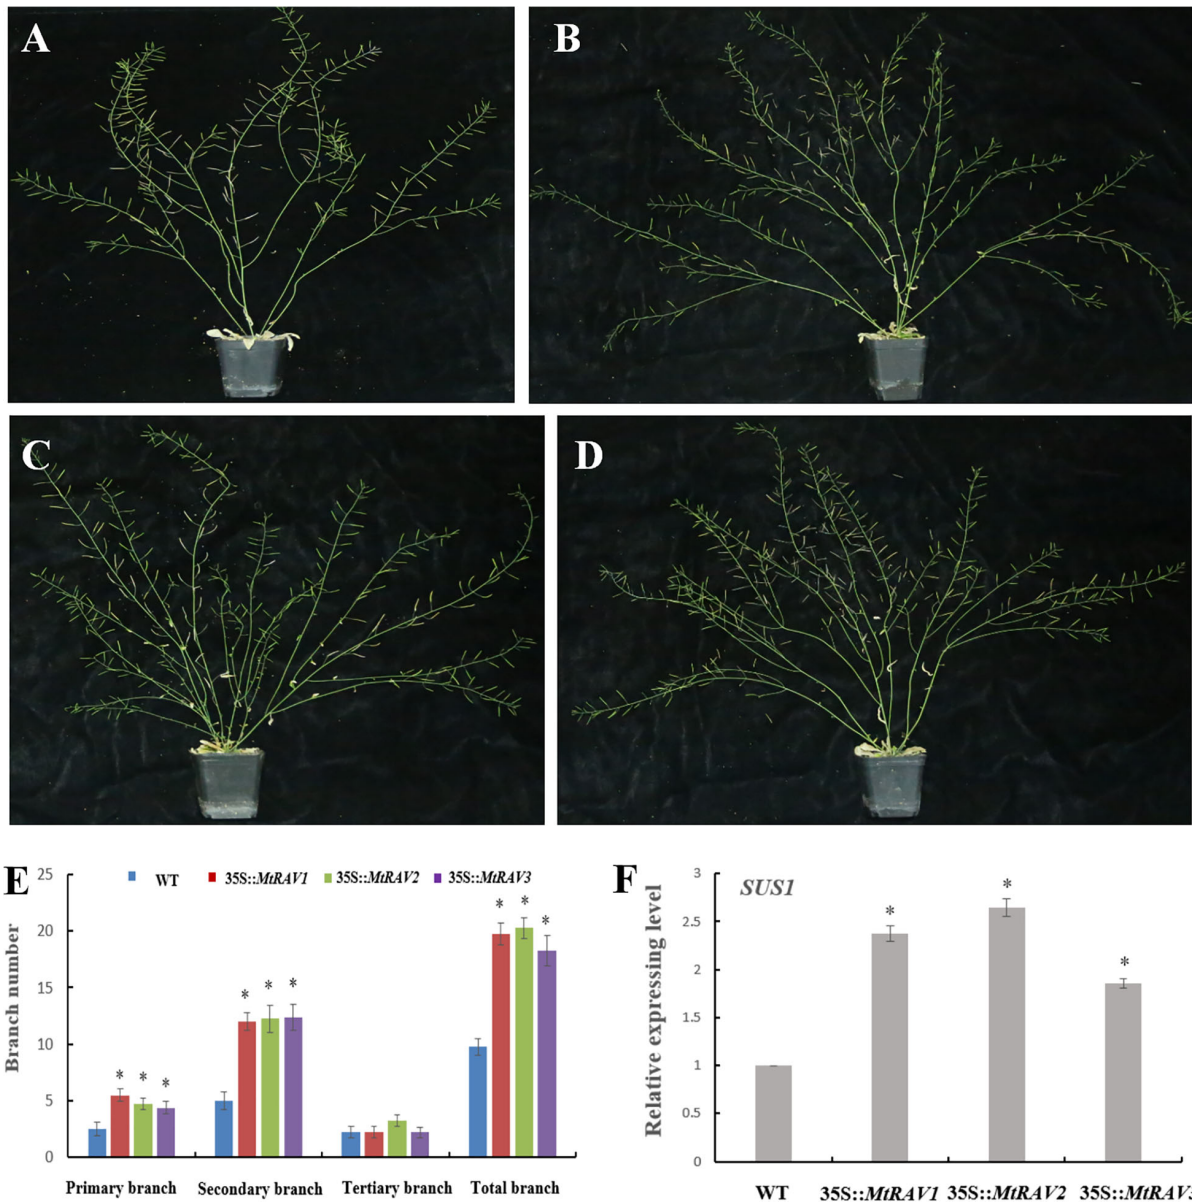 A
B
C
D
E
WT 35S::MtRAV1 35S::MtRAV2 35S::MtRAV3
Branch number
25
20
15
10
5
0
Primary branch Secondary branch Tertiary branch Total branch
* * * * * * * * *
F
SUS1
Relative expressing level
3
2.5
2
1.5
1
0.5
0
* * *
WT 35S::MtRAV1 35S::MtRAV2 35S::MtRAV3